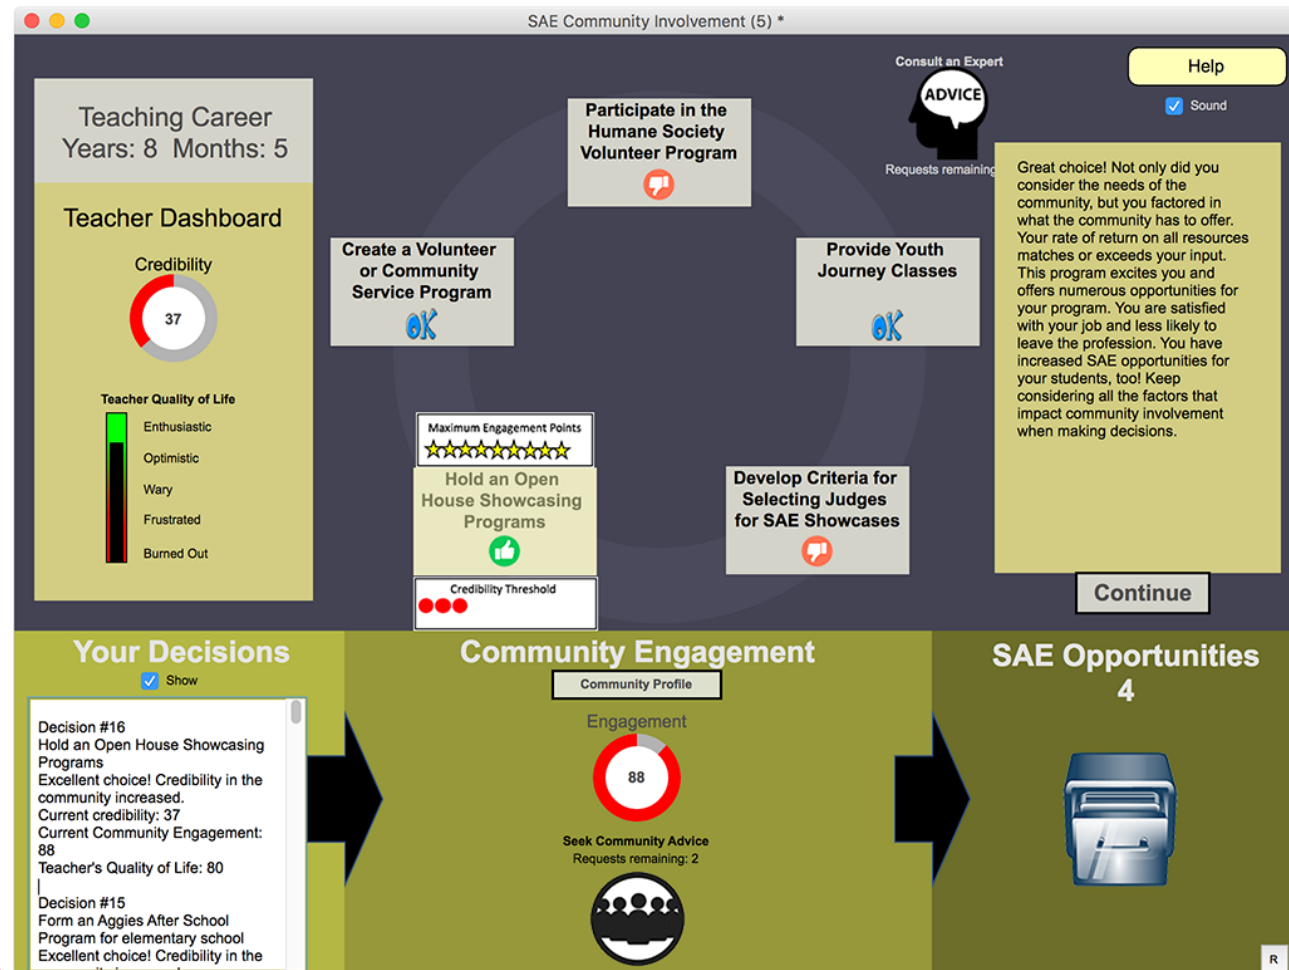 SAE Community Involvement (5) *
Teaching Career
Years: 8 Months: 5
Teacher Dashboard
Credibility
37
Teacher Quality of Life
Enthusiastic
Optimistic
Wary
Frustrated
Burned Out
Participate in the
Humane Society
Volunteer Program
Create a Volunteer
or Community
Service Program
OK
Provide Youth
Journey Classes
OK
Maximum Engagement Points
Hold an Open
House Showcasing
Programs
Credibility Threshold
Develop Criteria for
Selecting Judges
for SAE Showcases
Consult an Expert
ADVICE
Requests remaining
Help
Sound
Great choice! Not only did you
consider the needs of the
community, but you factored in
what the community has to offer.
Your rate of return on all resources
matches or exceeds your input.
This program excites you and
offers numerous opportunities for
your program. You are satisfied
with your job and less likely to
leave the profession. You have
increased SAE opportunities for
your students, too! Keep
considering all the factors that
impact community involvement
when making decisions.
Continue
Your Decisions
Show
Decision #16
Hold an Open House Showcasing
Programs
Excellent choice! Credibility in the
community increased.
Current credibility: 37
Current Community Engagement:
88
Teacher's Quality of Life: 80
Decision #15
Form an Aggies After School
Program for elementary school
Excellent choice! Credibility in the
Community Engagement
Community Profile
Engagement
88
Seek Community Advice
Requests remaining: 2
SAE Opportunities
4
R